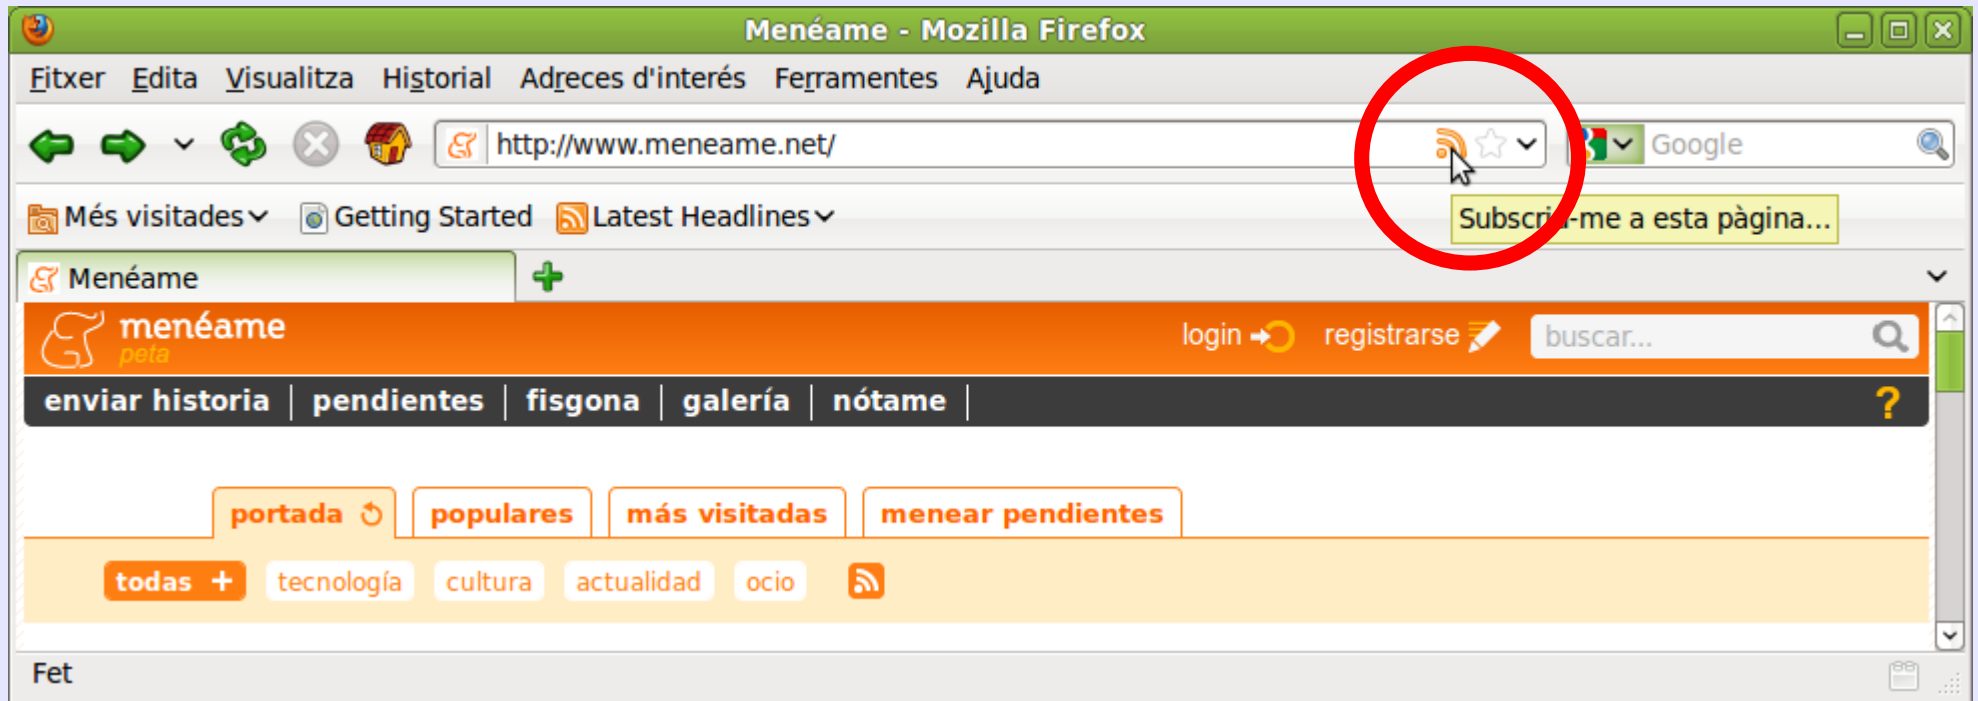 Menéame - Mozilla Firefox
Fitxer Edita Visualitza Historial Adreces d'interés Ferramentes Ajuda
http://www.meneame.net/ Google
Més visitades Getting Started Latest Headlines
Subscriu-me a esta pàgina...
Menéame
menéame
peta
login registrarse buscar...
enviar historia pendientes fisgona galería nótame ?
portada populares más visitadas menear pendientes
todas + tecnología cultura actualidad ocio
Fet